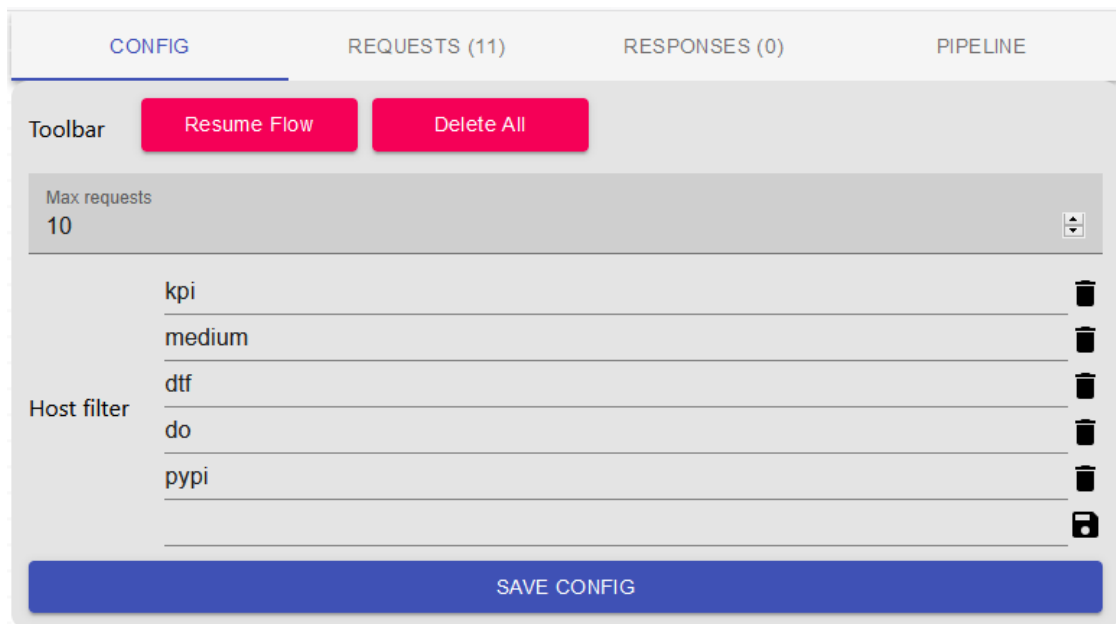 CONFIG REQUESTS (11) RESPONSES (0) PIPELINE
Toolbar Resume Flow Delete All
Max requests
10
kpi
medium
dtf
Host filter
do
pypi
SAVE CONFIG